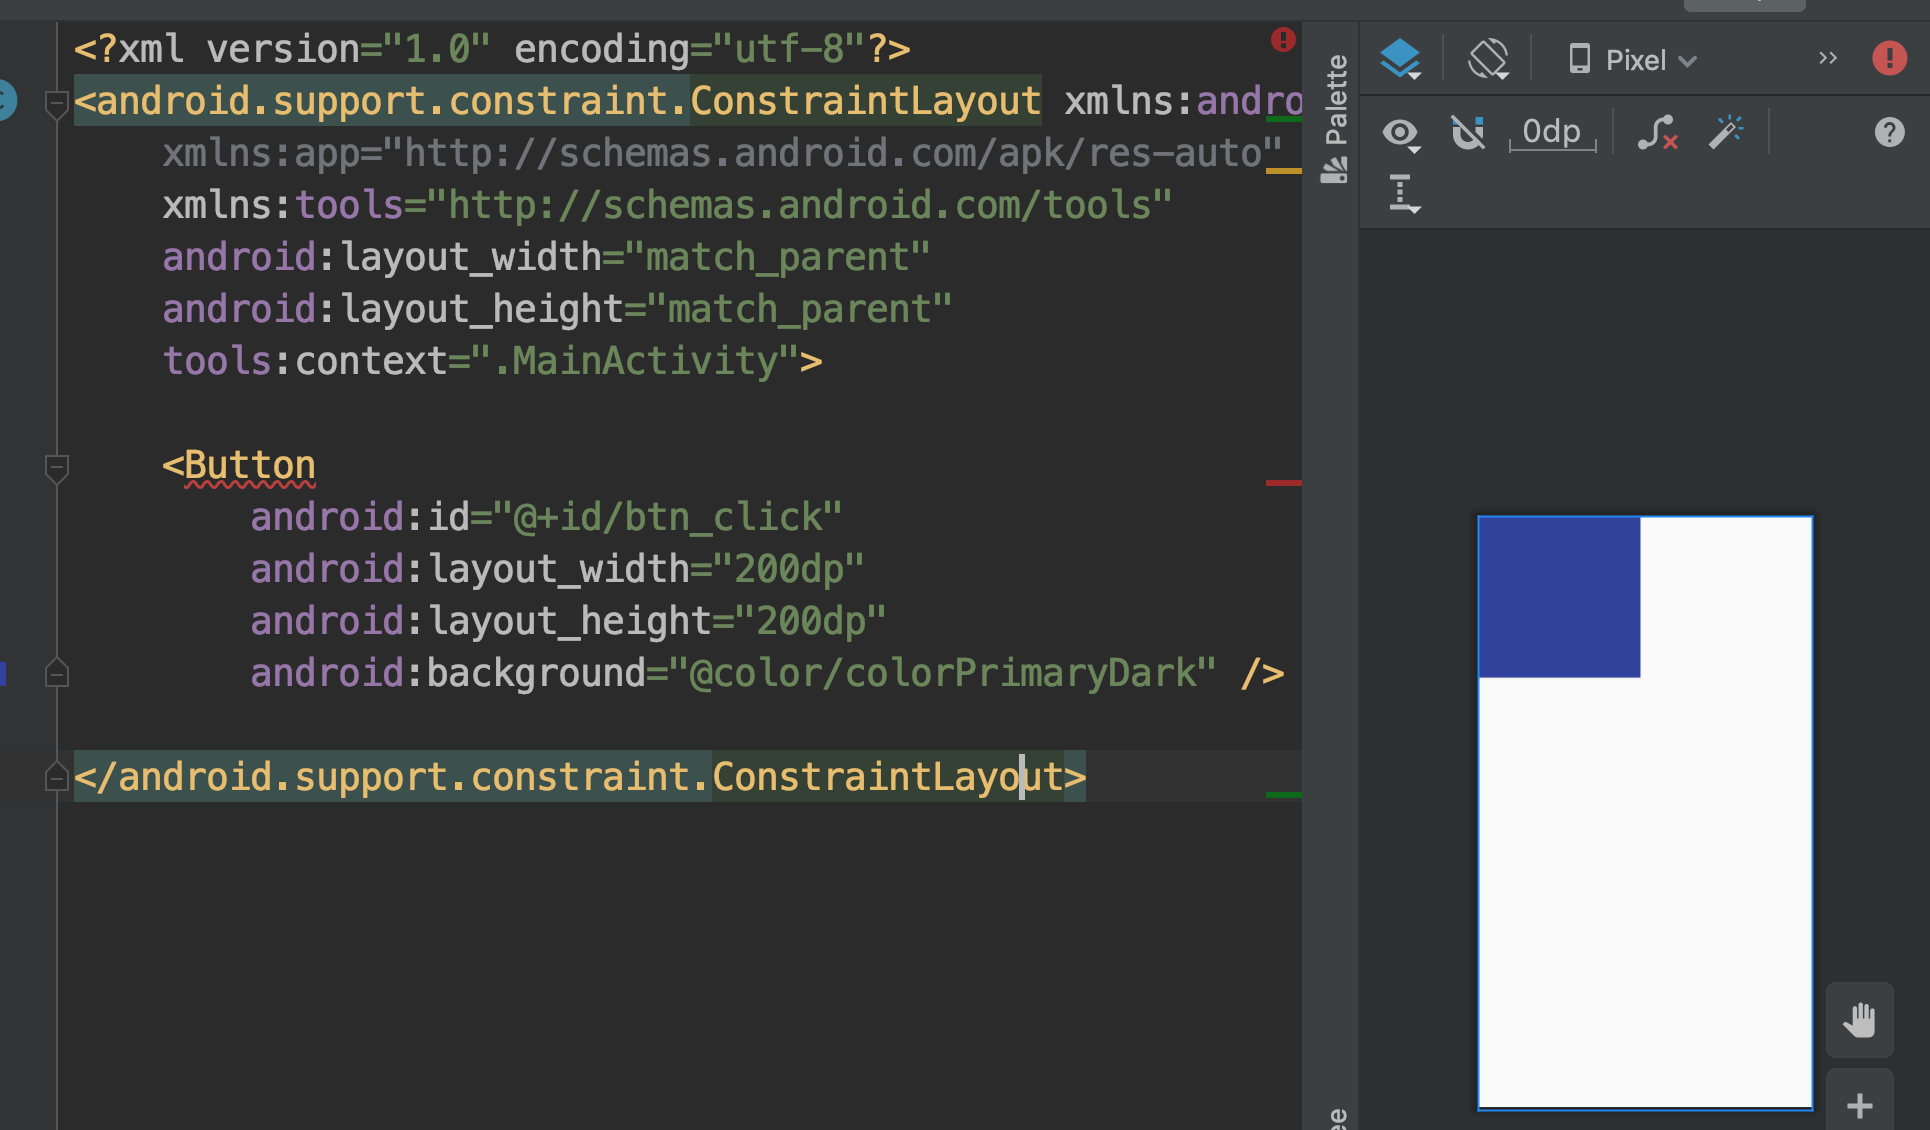 <?xml version="1.0" encoding="utf-8"?>
<android.support.constraint.ConstraintLayout xmlns:andro
xmlns:app="http://schemas.android.com/apk/res-auto"
xmlns:tools="http://schemas.android.com/tools"
android:layout_width="match_parent"
android:layout_height="match_parent"
tools:context=".MainActivity">
<Button
android:id="@+id/btn_click"
android:layout_width="200dp"
android:layout_height="200dp"
android:background="@color/colorPrimaryDark" />
</android.support.constraint.ConstraintLayout>
Palette
Pixel
0dp